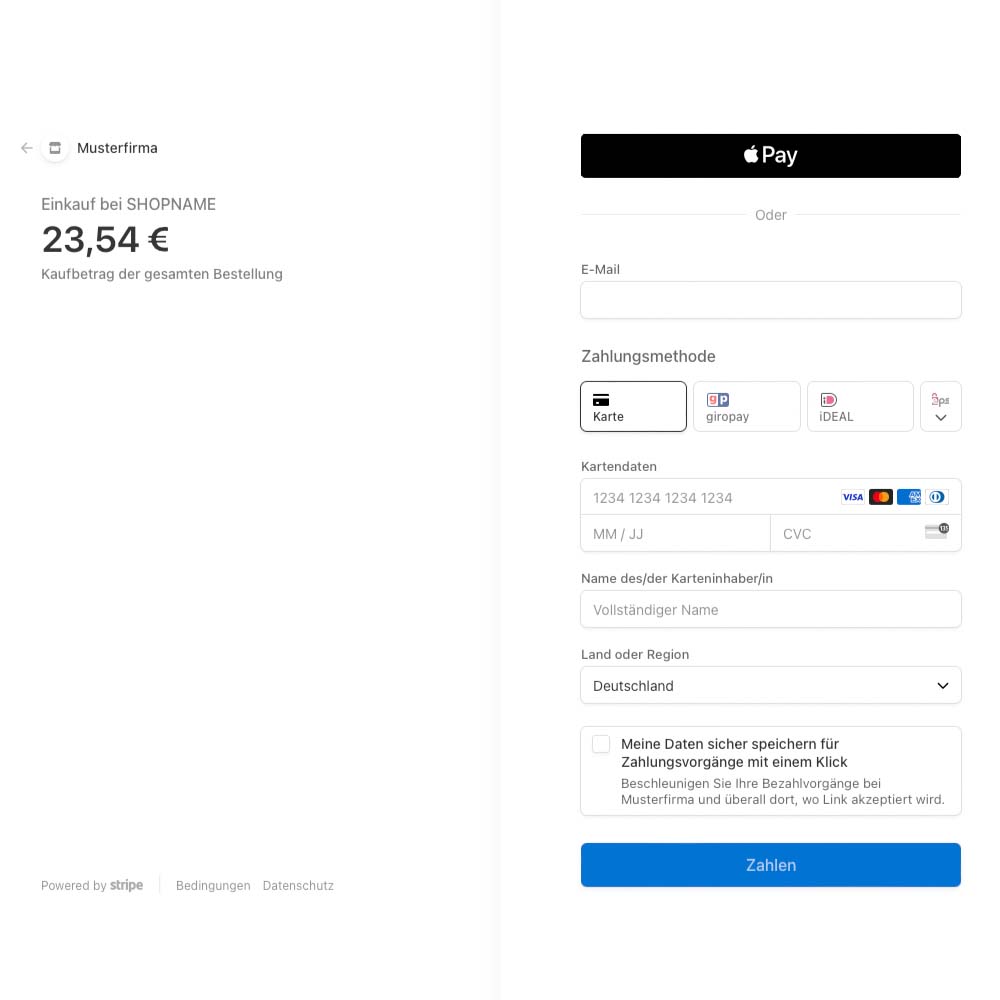 Musterfirma
Einkauf bei SHOPNAME
23,54 €
Kaufbetrag der gesamten Bestellung
Powered by stripe
Bedingungen Datenschutz
Pay
Oder
E-Mail
Zahlungsmethode
Karte
giropay
iDEAL
eps
Kartendaten
1234 1234 1234 1234
VISA
MM / JJ
CVC
135
Name des/der Karteninhaber/in
Vollständiger Name
Land oder Region
Deutschland
Meine Daten sicher speichern für
Zahlungsvorgänge mit einem Klick
Beschleunigen Sie Ihre Bezahlvorgänge bei
Musterfirma und überall dort, wo Link akzeptiert wird.
Zahlen